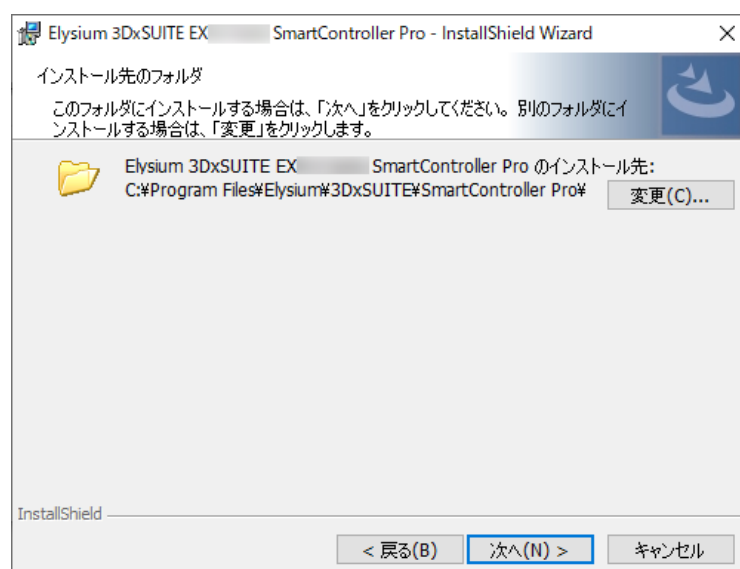 Elysium 3DxSUITE EX SmartController Pro - InstallShield Wizard
インストール先のフォルダ
このフォルダにインストールする場合は、「次へ」をクリックしてください。別のフォルダにイ
ンストールする場合は、「変更」をクリックします。
Elysium 3DxSUITE EX SmartController Pro のインストール先:
C:¥Program Files¥Elysium¥3DxSUITE¥SmartController Pro¥
変更(C)...
InstallShield
< 戻る(B)
次へ(N) >
キャンセル